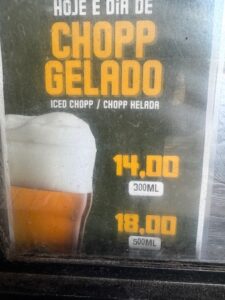 HOJE É DIA DE
CHOPP
GELADO
ICED CHOPP / CHOPP HELADA
14,00
300ML
18,00
500ML